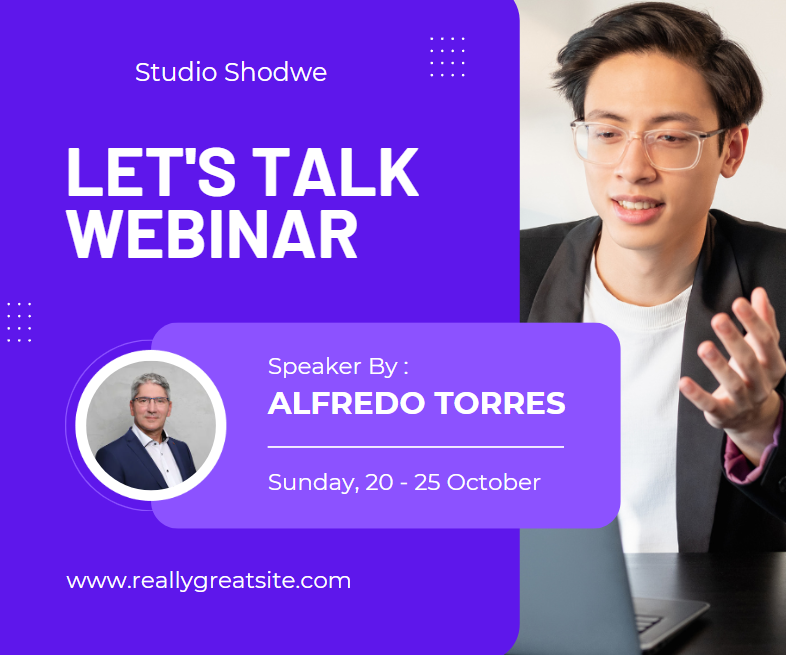 Studio Shodwe
LET'S TALK
WEBINAR
Speaker By :
ALFREDO TORRES
Sunday, 20 - 25 October
www.reallygreatsite.com